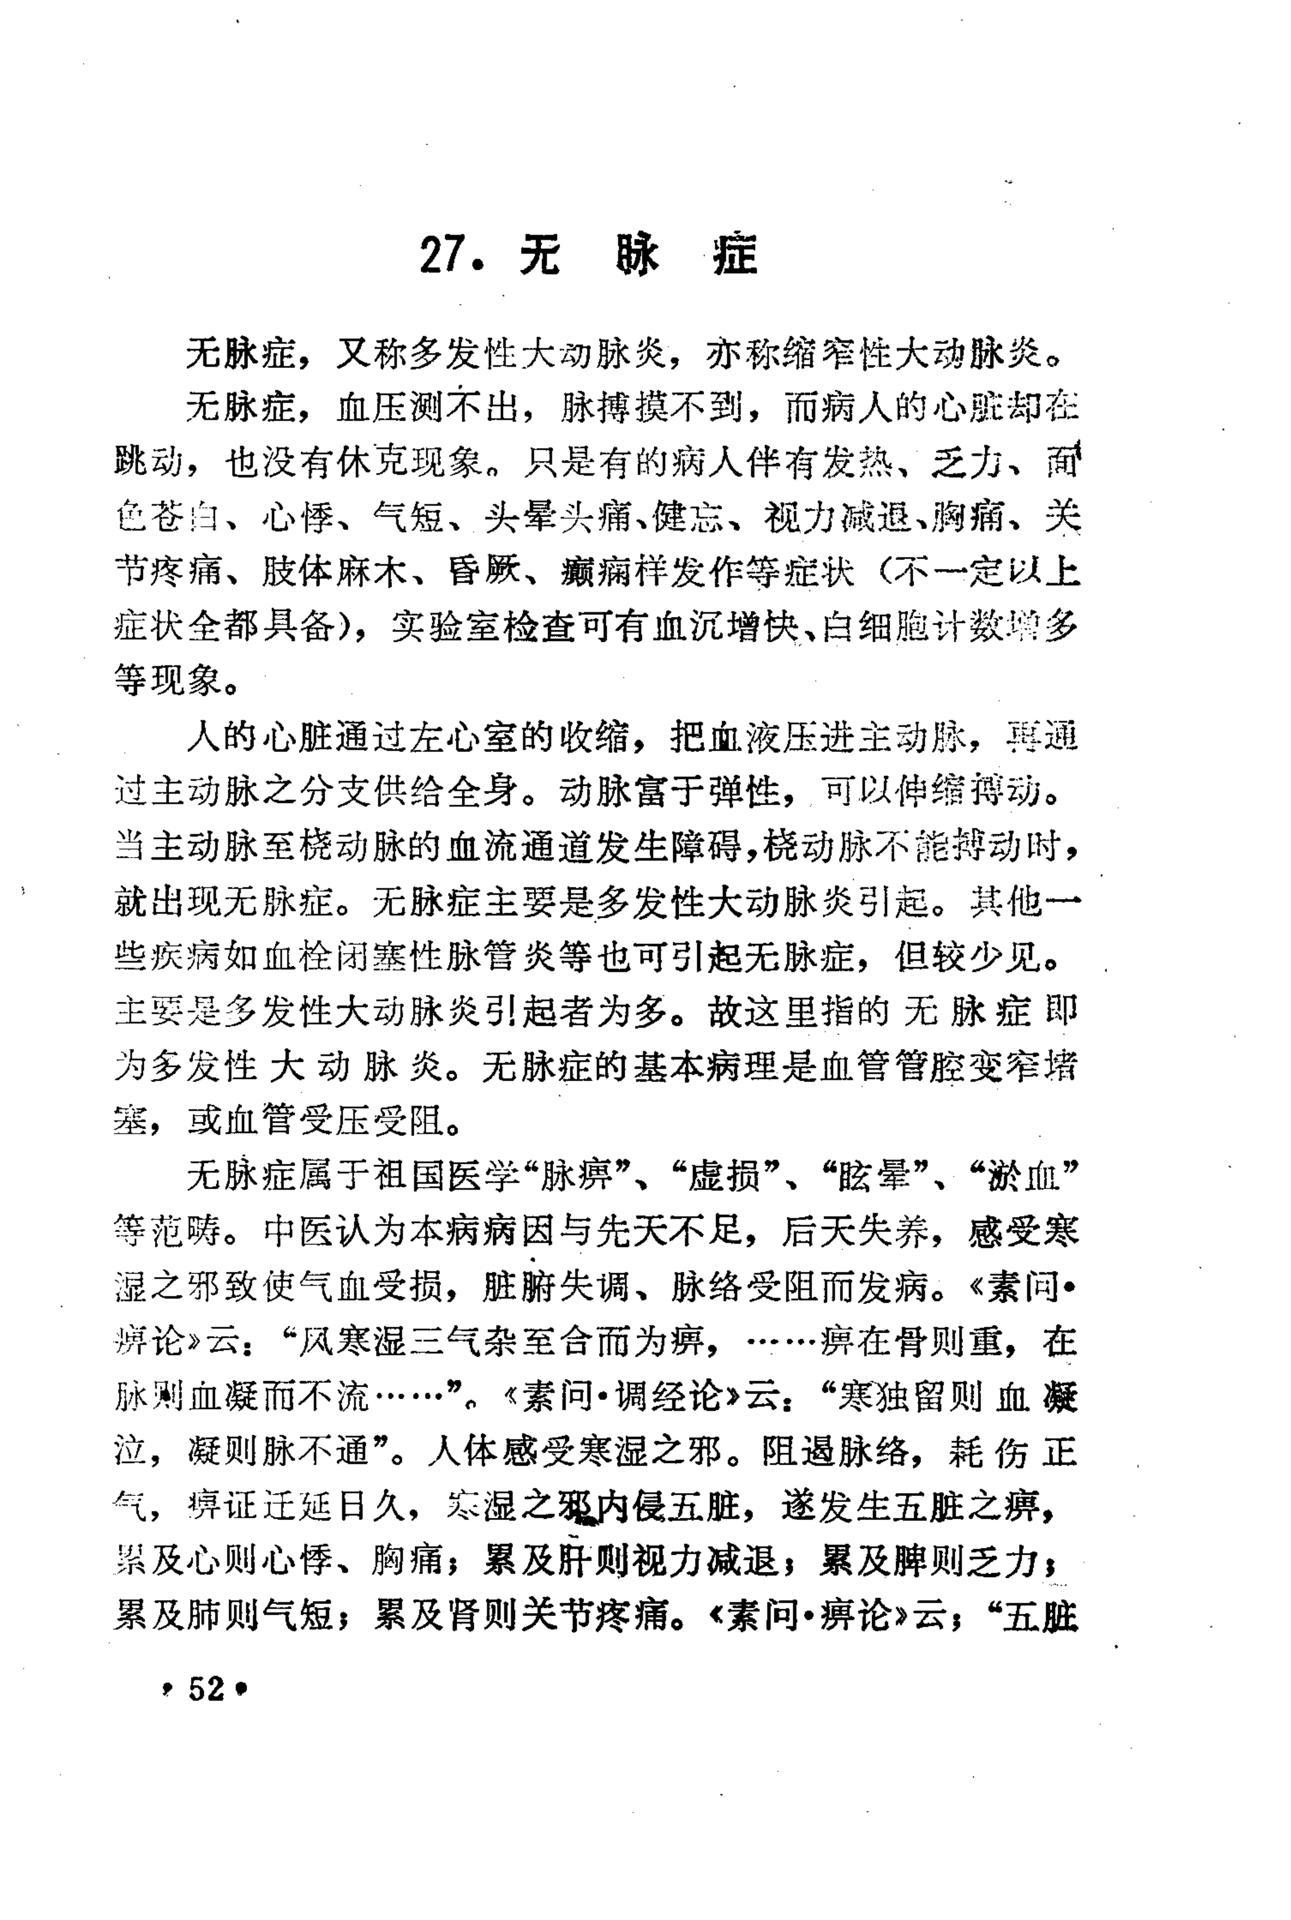 27．无脉症
无脉症，又称多发性大动脉炎，亦称缩窄性大动脉炎。
无脉症，血压测不出，脉搏摸不到，而病人的心脏却在
跳动，也没有休克现象。只是有的病人伴有发热、乏力、面
色苍白、心悸、气短、头晕头痛、健忘、视力减退、胸痛、关
节疼痛、肢体麻木、昏厥、癫痫样发作等症状（不一定以上
症状全都具备），实验室检查可有血沉增快、白细胞计数增多
等现象。
人的心脏通过左心室的收缩，把血液压进主动脉，再通
过主动脉之分支供给全身。动脉富于弹性，可以伸缩搏动。
当主动脉至桡动脉的血流通道发生障碍，桡动脉不能搏动时，
就出现无脉症。无脉症主要是多发性大动脉炎引起。其他一
些疾病如血栓闭塞性脉管炎等也可引起无脉症，但较少见。
主要是多发性大动脉炎引起者为多。故这里指的无脉症即
为多发性大动脉炎。无脉症的基本病理是血管管腔变窄堵
塞，或血管受压受阻。
无脉症属于祖国医学“脉痹”、“虚损”、“眩晕”、“淤血”
等范畴。中医认为本病病因与先天不足，后天失养，感受寒
湿之邪致使气血受损，脏腑失调、脉络受阻而发病。《素问·
痹论》云：“风寒湿三气杂至合而为痹，……痹在骨则重，在
脉则血凝而不流……”。《素问·调经论》云：“寒独留则血凝
泣，凝则脉不通”。人体感受寒湿之邪。阻遏脉络，耗伤正
气，痹证迁延日久，寒湿之邪内侵五脏，遂发生五脏之痹，
累及心则心悸、胸痛；累及肝则视力减退；累及脾则乏力；
累及肺则气短；累及肾则关节疼痛。《素问·痹论》云；“五脏
·52·